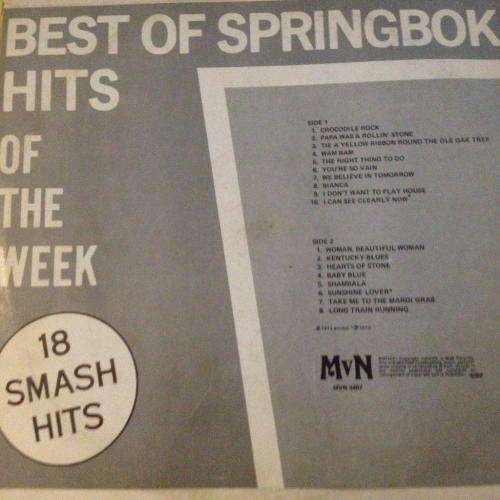 BEST OF SPRINGBOK
HITS
OF
THE
WEEK
18
SMASH
HITS
SIDE 1
1. CROCODILE ROCK
2. PAPA WAS A ROLLIN' STONE
3. TIE A YELLOW RIBBON ROUND THE OLE OAK TREE
4. WAM BAM
5. THE RIGHT THING TO DO
6. YOU'RE SO VAIN
7. WE BELIEVE IN TOMORROW
8. BIANCA
9. I DON'T WANT TO PLAY HOUSE
10. I CAN SEE CLEARLY NOW*
SIDE 2
1. WOMAN, BEAUTIFUL WOMAN
2. KENTUCKY BLUES
3. HEARTS OF STONE
4. BABY BLUE
5. SHAMBALA
6. SUNSHINE LOVER*
7. TAKE ME TO THE MARDI GRAS
8. LONG TRAIN RUNNING
MvN